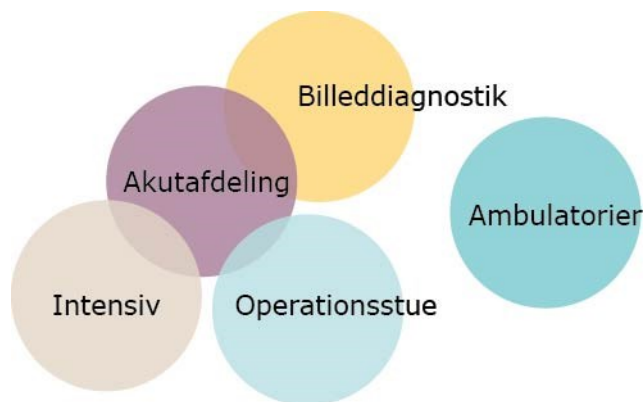 Billeddiagnostik
Akutafdeling
Ambulatorier
Intensiv
Operationsstue